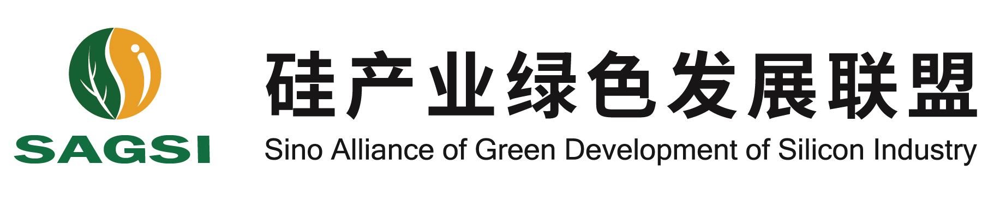 硅产业绿色发展联盟
SAGSI
Sino Alliance of Green Development of Silicon Industry